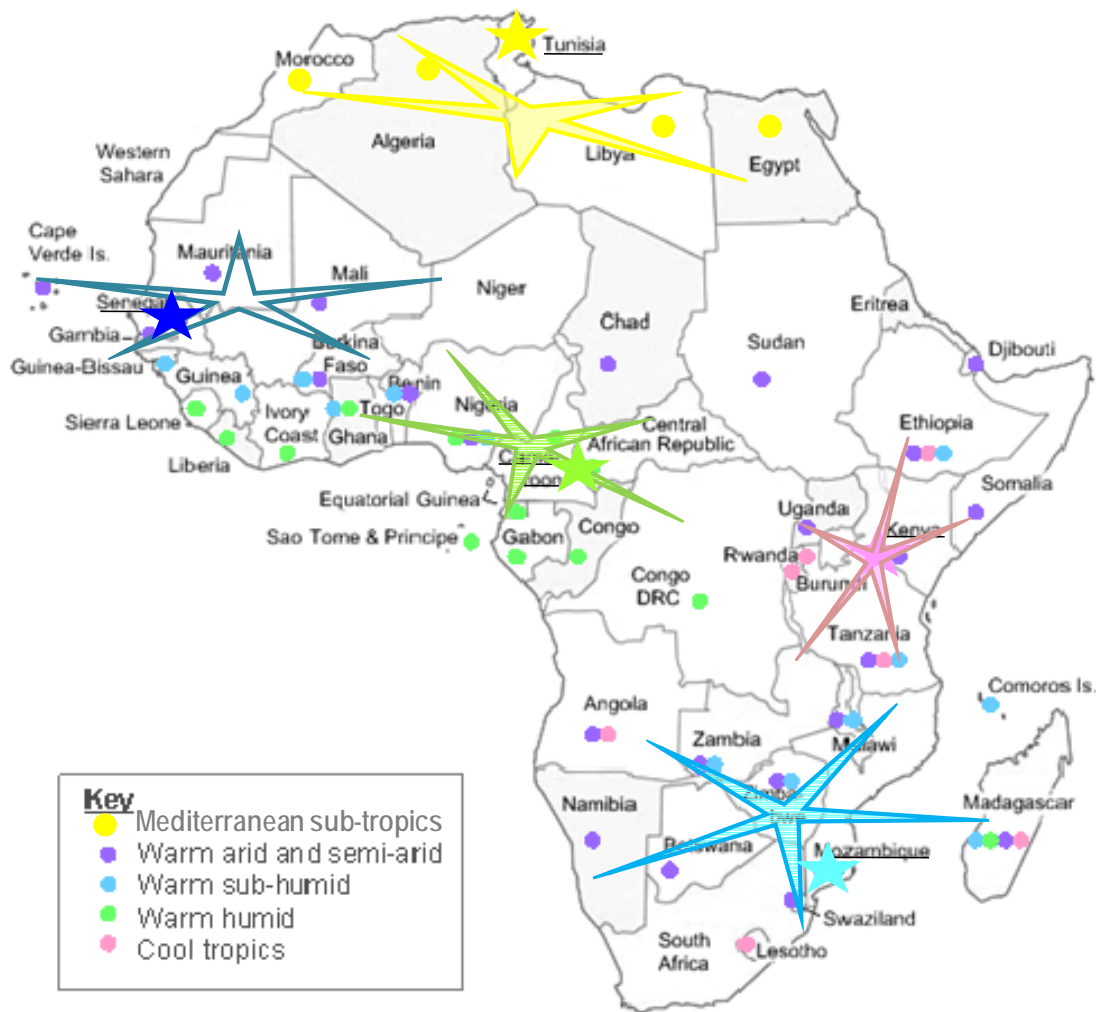 Tunisia
Morocco
Algeria
Libya
Egypt
Western
Sahara
Cape
Verde Is.
Mauritania
Mali
Niger
Chad
Sudan
Eritrea
Djibouti
Senega
Gambia
Guinea-Bissau
Guinea
Burkina
Faso
Benin
Nigeria
Sierra Leone
Ivory
Coast
Togo
Ghana
Liberia
Central
African Republic
Ethiopia
Somalia
Equatorial Guinea
Sao Tome & Principe
Gabon
Congo
Uganda
Kenya
Rwanda
Burundi
Congo
DRC
Tanzania
Comoros Is.
Angola
Zambia
Malawi
Zimba
bwe
Namibia
Botswana
Mozambique
Madagascar
Swaziland
South
Africa
Lesotho
Key
Mediterranean sub-tropics
Warm arid and semi-arid
Warm sub-humid
Warm humid
Cool tropics